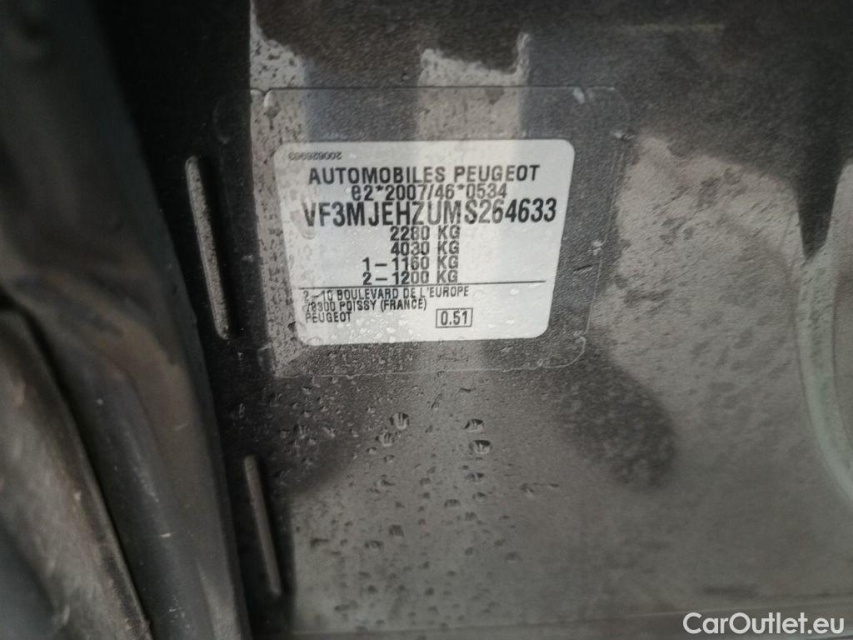 AUTOMOBILES PEUGEOT
e2*2007/46*0534
VF3MJEHZUMS264633
2280 KG
4030 KG
1-1160 KG
2-1200 KG
2-10 BOULEVARD DE L'EUROPE
78300 POISSY (FRANCE)
PEUGEOT
0.51
CarOutlet.eu